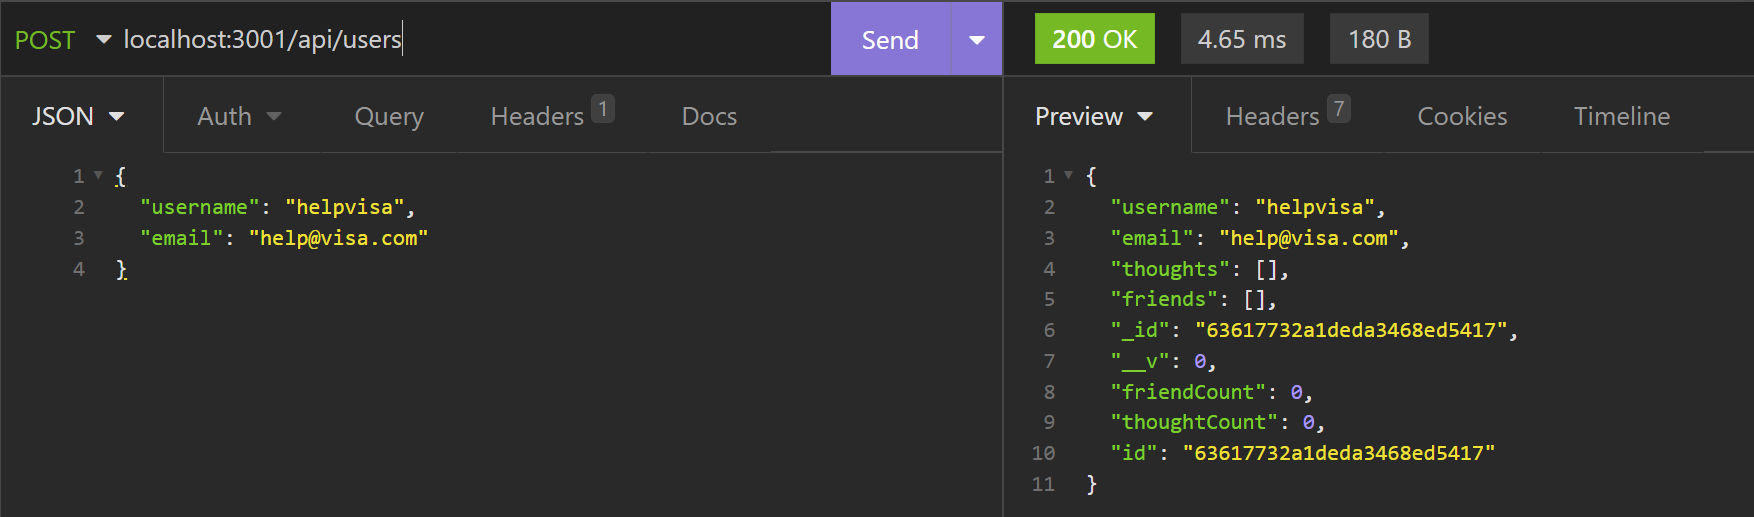 POST localhost:3001/api/users Send 200 OK 4.65 ms 180 B
JSON Auth Query Headers 1 Docs
1 {
2 "username": "helpvisa",
3 "email": "help@visa.com"
4 }
Preview Headers 7 Cookies Timeline
1 {
2 "username": "helpvisa",
3 "email": "help@visa.com",
4 "thoughts": [],
5 "friends": [],
6 "_id": "63617732a1deda3468ed5417",
7 "__v": 0,
8 "friendCount": 0,
9 "thoughtCount": 0,
10 "id": "63617732a1deda3468ed5417"
11 }